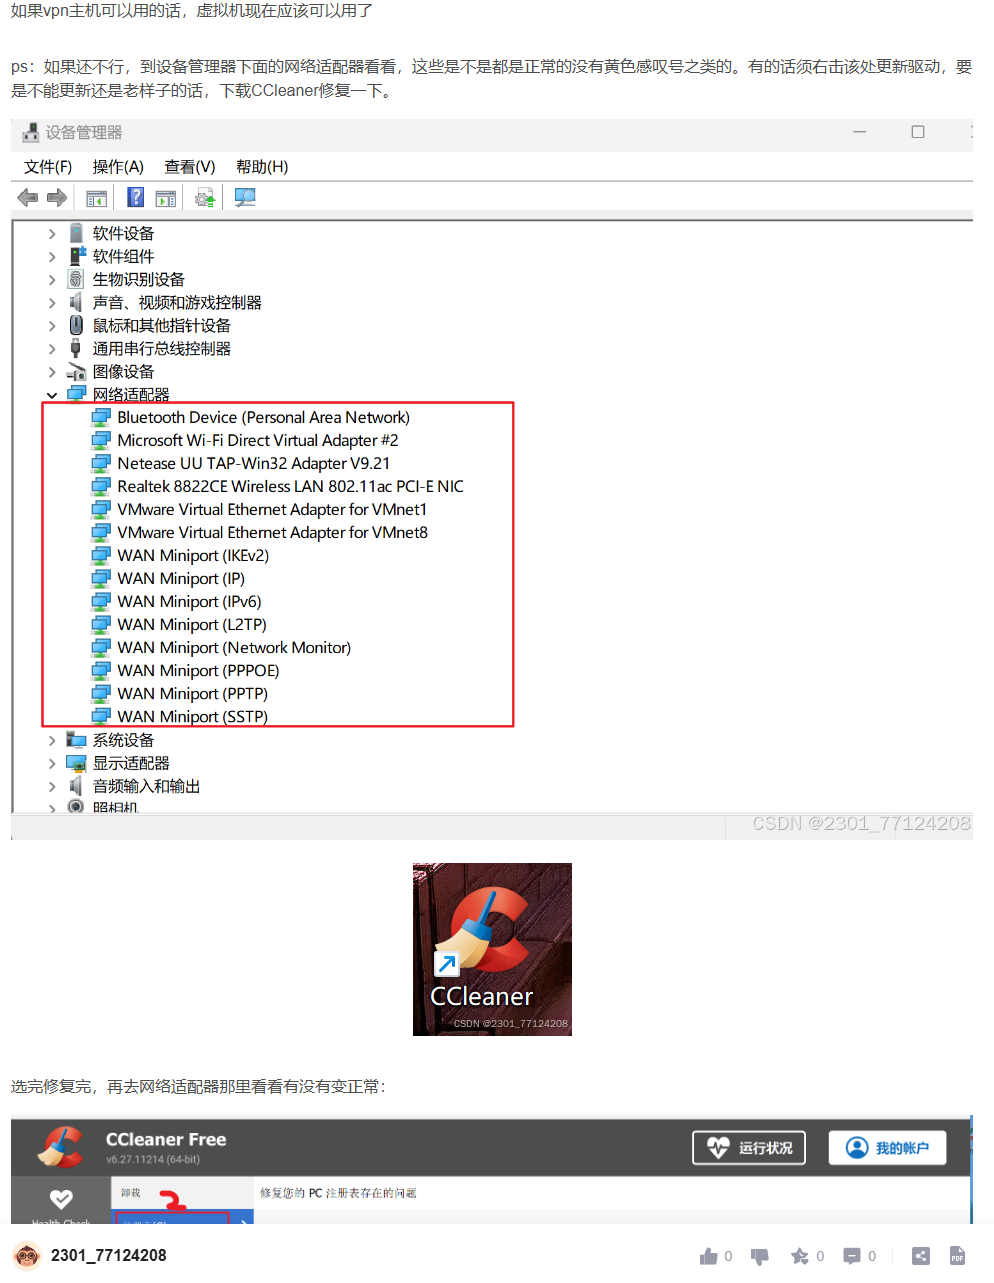 如果vpn主机可以用的话，虚拟机现在应该可以用了
ps：如果还不行，到设备管理器下面的网络适配器看看，这些是不是都是正常的没有黄色感叹号之类的。有的话须右击该处更新驱动，要
是不能更新还是老样子的话，下载CCleaner修复一下。
设备管理器
文件(F) 操作(A) 查看(V) 帮助(H)
软件设备
软件组件
生物识别设备
声音、视频和游戏控制器
鼠标和其他指针设备
通用串行总线控制器
图像设备
网络适配器
Bluetooth Device (Personal Area Network)
Microsoft Wi-Fi Direct Virtual Adapter #2
Netease UU TAP-Win32 Adapter V9.21
Realtek 8822CE Wireless LAN 802.11ac PCI-E NIC
VMware Virtual Ethernet Adapter for VMnet1
VMware Virtual Ethernet Adapter for VMnet8
WAN Miniport (IKEv2)
WAN Miniport (IP)
WAN Miniport (IPv6)
WAN Miniport (L2TP)
WAN Miniport (Network Monitor)
WAN Miniport (PPPOE)
WAN Miniport (PPTP)
WAN Miniport (SSTP)
系统设备
显示适配器
音频输入和输出
照相机
CSDN @2301_77124208
CCleaner
CSDN @2301_77124208
选完修复完，再去网络适配器那里看看有没有变正常：
CCleaner Free
v6.27.11214 (64-bit)
运行状况 我的帐户
卸载 2 修复您的 PC 注册表存在的问题
Health Check
2301_77124208 0 0 0 PDF